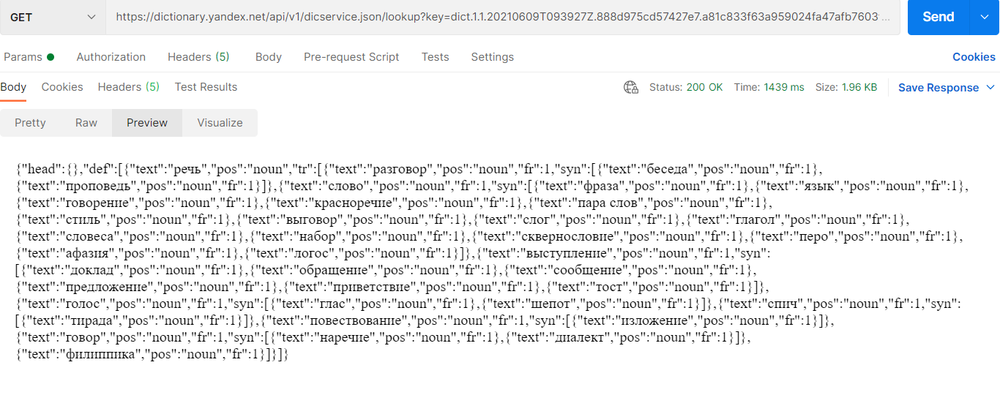 GET https://dictionary.yandex.net/api/v1/dicservice.json/lookup?key=dict.1.1.20210609T093927Z.888d975cd57427e7.a81c833f63a959024fa47afb7603... Send
Params Authorization Headers (5) Body Pre-request Script Tests Settings Cookies
Body Cookies Headers (5) Test Results Status: 200 OK Time: 1439 ms Size: 1.96 KB Save Response
Pretty Raw Preview Visualize
{"head":{},"def":[{"text":"речь","pos":"noun","tr":[{"text":"разговор","pos":"noun","fr":1,"syn":[{"text":"беседа","pos":"noun","fr":1},
{"text":"проповедь","pos":"noun","fr":1}]},{"text":"слово","pos":"noun","fr":1,"syn":[{"text":"фраза","pos":"noun","fr":1},{"text":"язык","pos":"noun","fr":1},
{"text":"говорение","pos":"noun","fr":1},{"text":"красноречие","pos":"noun","fr":1},{"text":"пара слов","pos":"noun","fr":1},
{"text":"стиль","pos":"noun","fr":1},{"text":"выговор","pos":"noun","fr":1},{"text":"слог","pos":"noun","fr":1},{"text":"глагол","pos":"noun","fr":1},
{"text":"словеса","pos":"noun","fr":1},{"text":"набор","pos":"noun","fr":1},{"text":"сквернословие","pos":"noun","fr":1},{"text":"перо","pos":"noun","fr":1},
{"text":"афазия","pos":"noun","fr":1},{"text":"логос","pos":"noun","fr":1}]},{"text":"выступление","pos":"noun","fr":1,"syn":
[{"text":"доклад","pos":"noun","fr":1},{"text":"обращение","pos":"noun","fr":1},{"text":"сообщение","pos":"noun","fr":1},
{"text":"предложение","pos":"noun","fr":1},{"text":"приветствие","pos":"noun","fr":1},{"text":"тост","pos":"noun","fr":1}]},
{"text":"голос","pos":"noun","fr":1,"syn":[{"text":"глас","pos":"noun","fr":1},{"text":"шепот","pos":"noun","fr":1}]},{"text":"спич","pos":"noun","fr":1,"syn":
[{"text":"тирада","pos":"noun","fr":1}]},{"text":"повествование","pos":"noun","fr":1,"syn":[{"text":"изложение","pos":"noun","fr":1}]},
{"text":"говор","pos":"noun","fr":1,"syn":[{"text":"наречие","pos":"noun","fr":1},{"text":"диалект","pos":"noun","fr":1}]},
{"text":"филиппика","pos":"noun","fr":1}]}]}